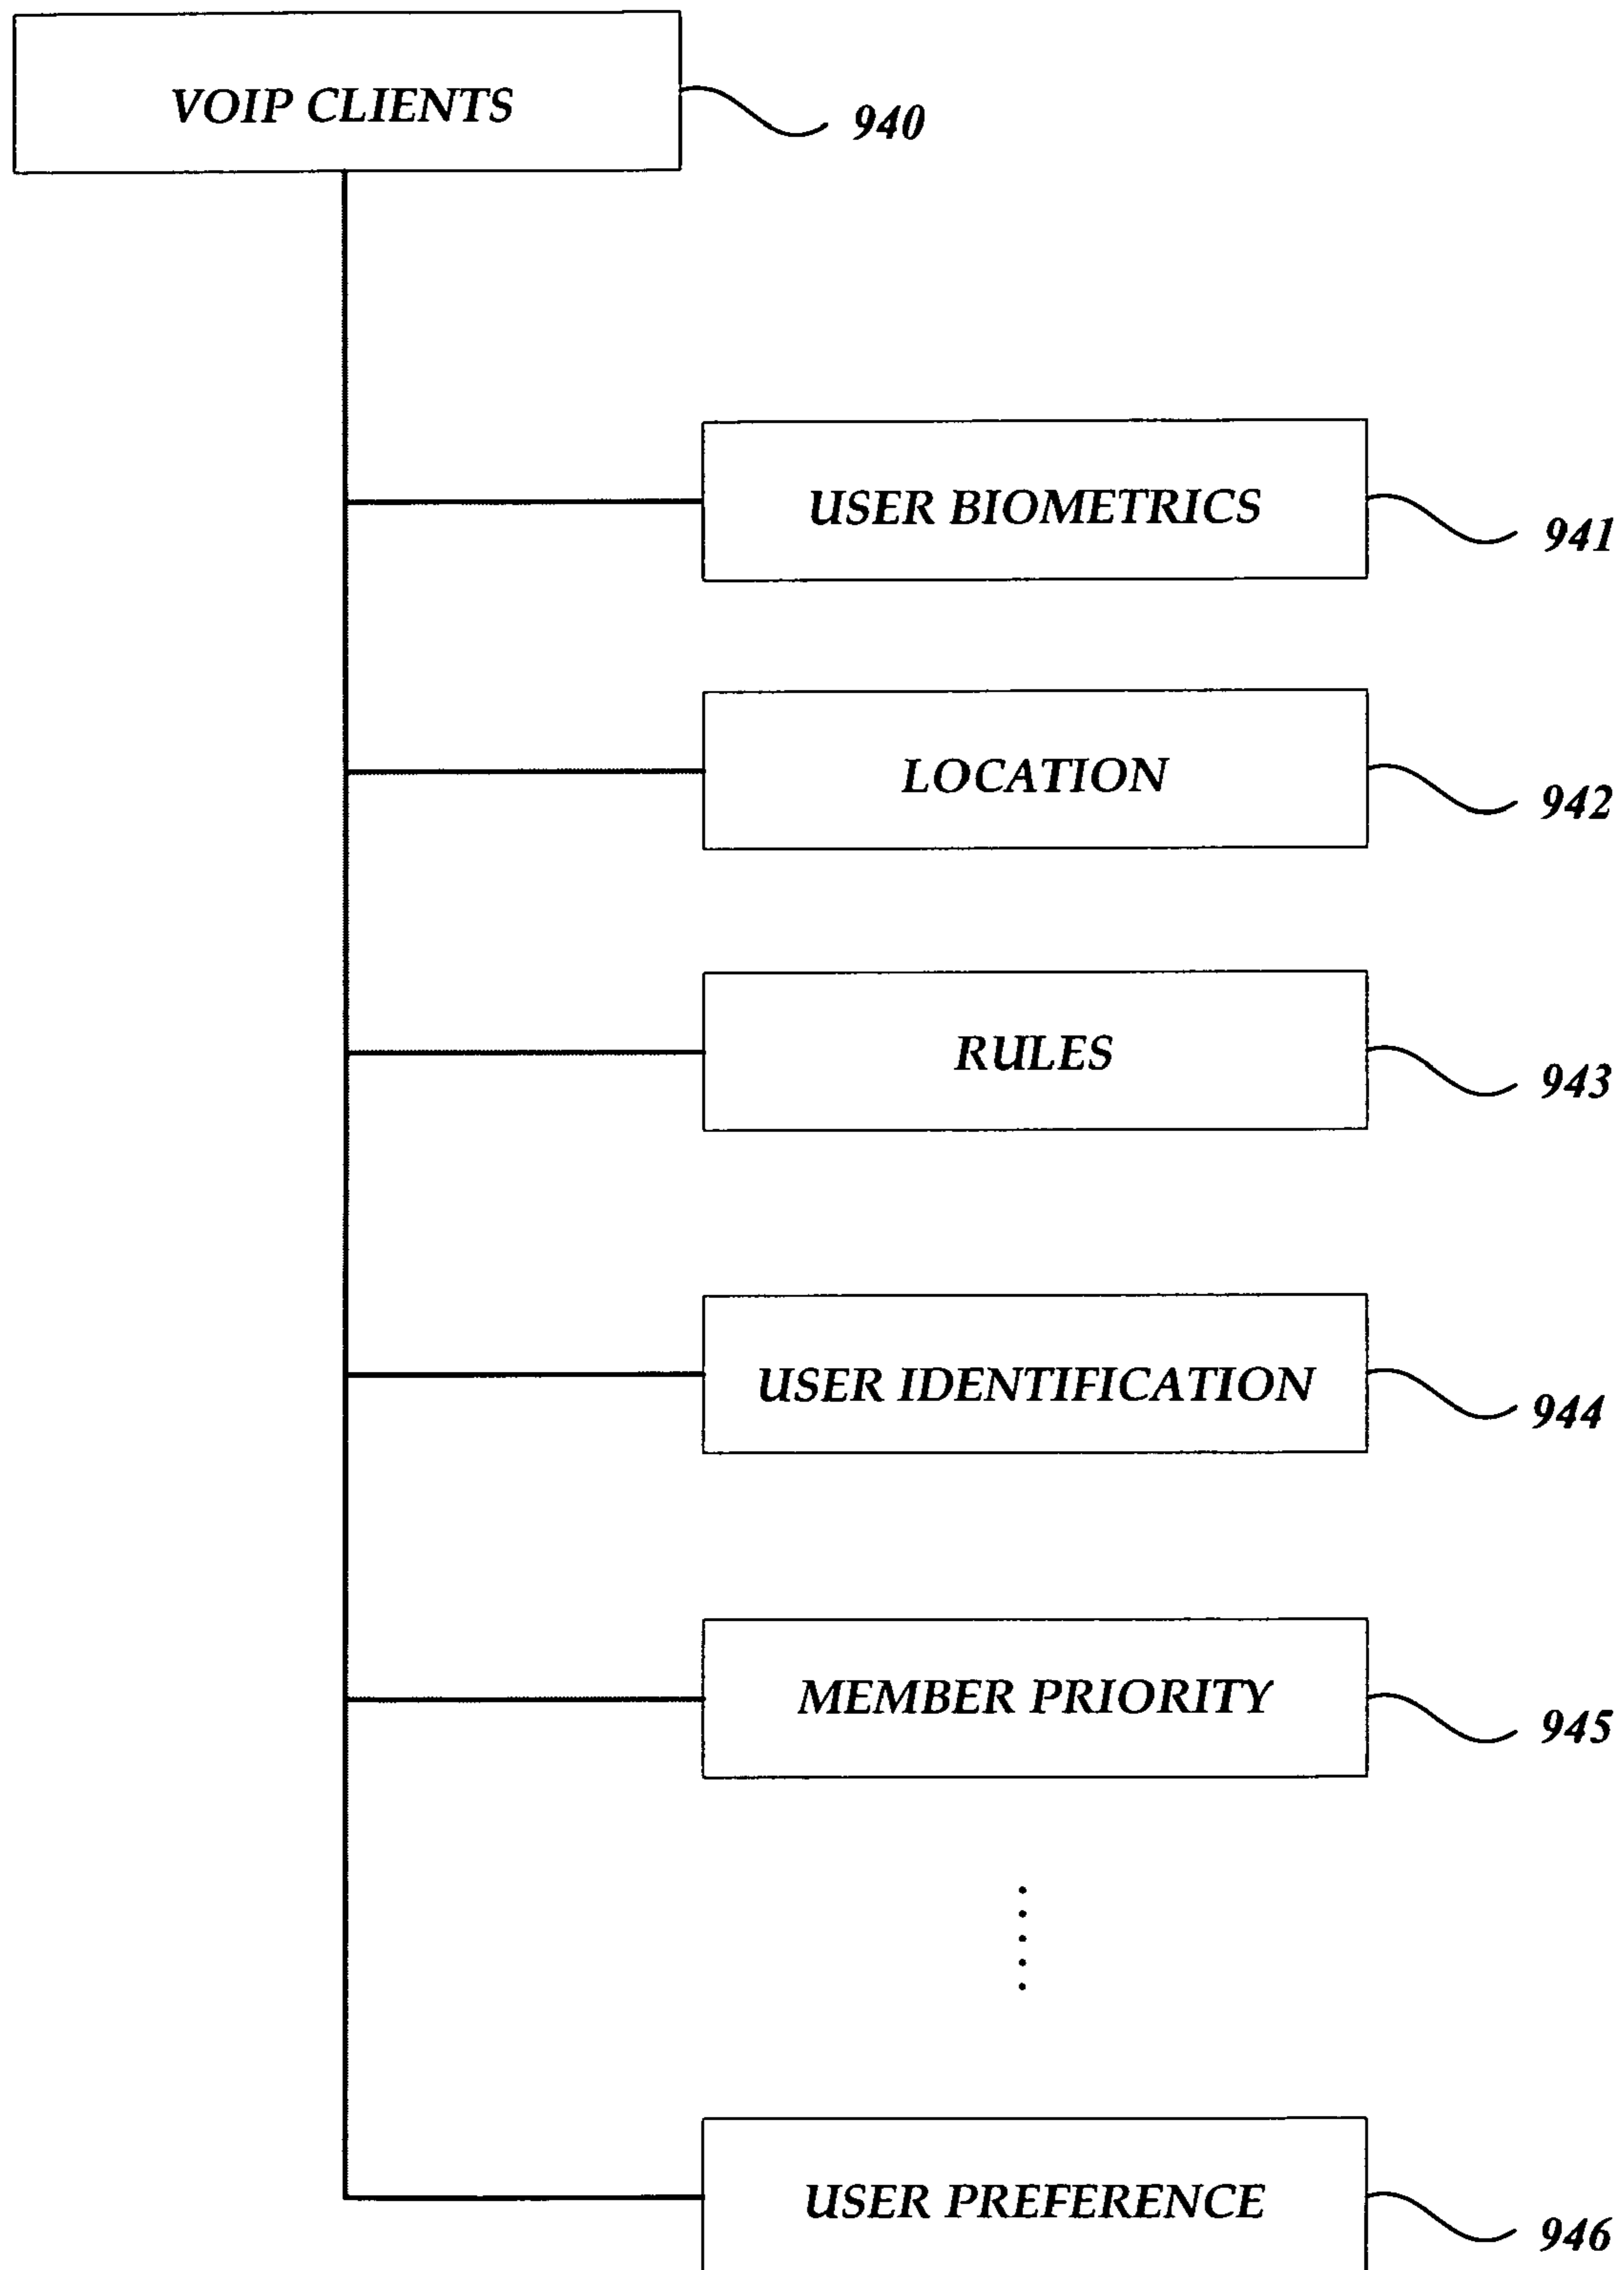 VOIP CLIENTS
940
USER BIOMETRICS
941
LOCATION
942
RULES
943
USER IDENTIFICATION
944
MEMBER PRIORITY
945
USER PREFERENCE
946